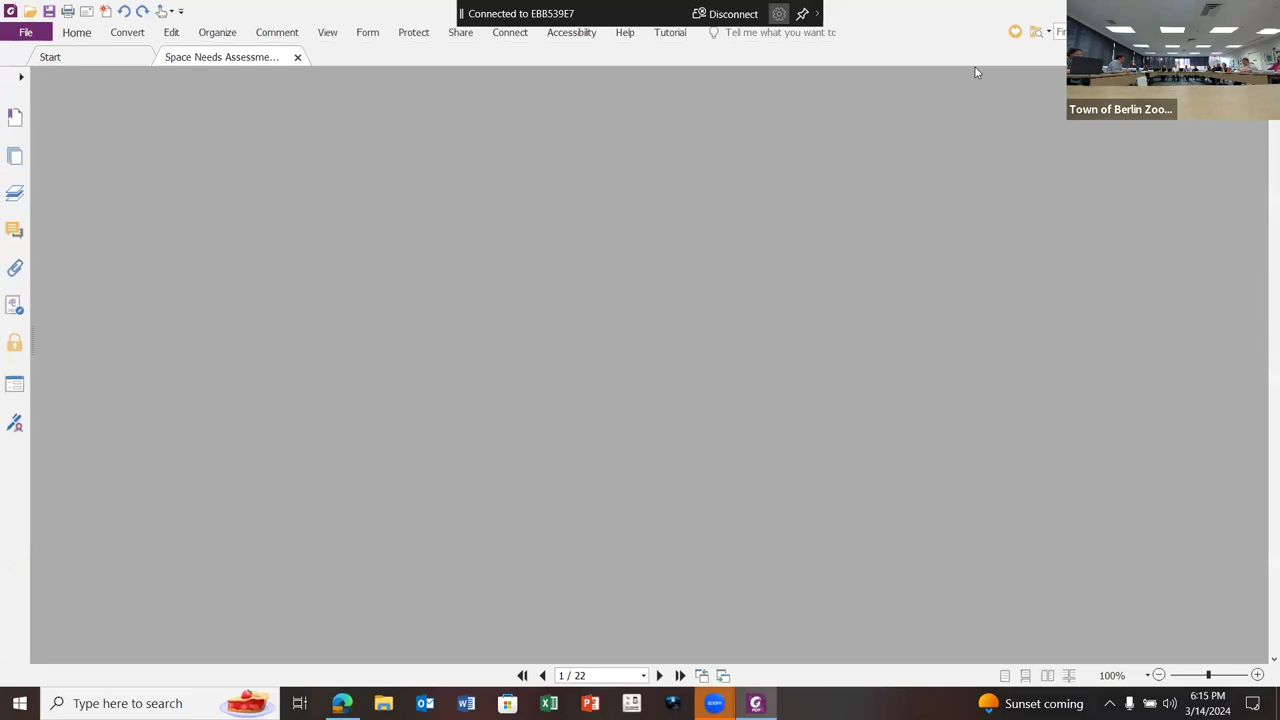 Connected to EBB539E7
Disconnect
File
Home
Convert
Edit
Organize
Comment
View
Form
Protect
Share
Connect
Accessibility
Help
Tutorial
Tell me what you want to
Start
Space Needs Assessme...
Town of Berlin Zoo...
1 / 22
100%
Type here to search
zoom
Sunset coming
6:15 PM
3/14/2024